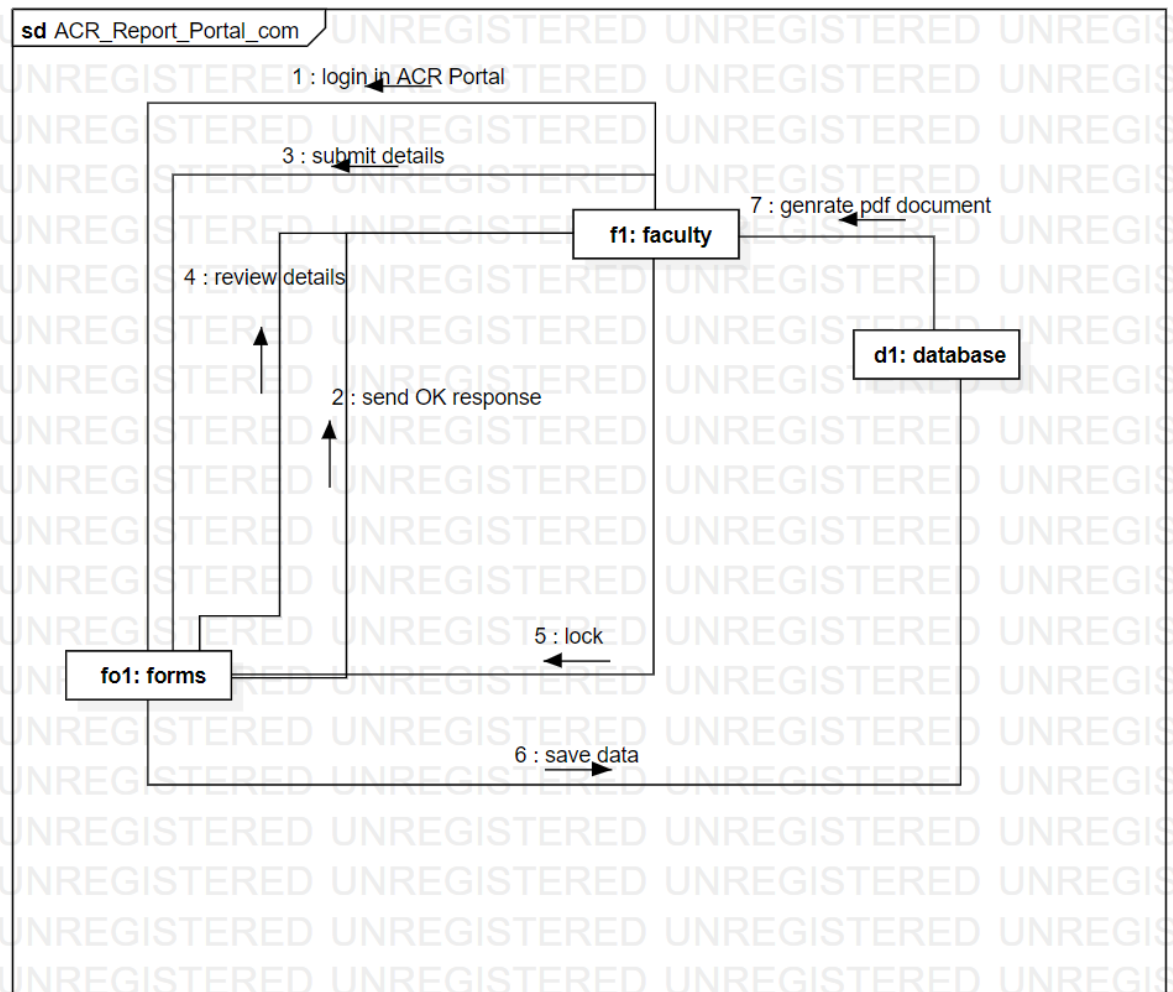 sd ACR_Report_Portal_com
1 : login in ACR Portal
3 : submit details
7 : genrate pdf document
f1: faculty
4 : review details
d1: database
2 : send OK response
5 : lock
fo1: forms
6 : save data
UNREGISTERED